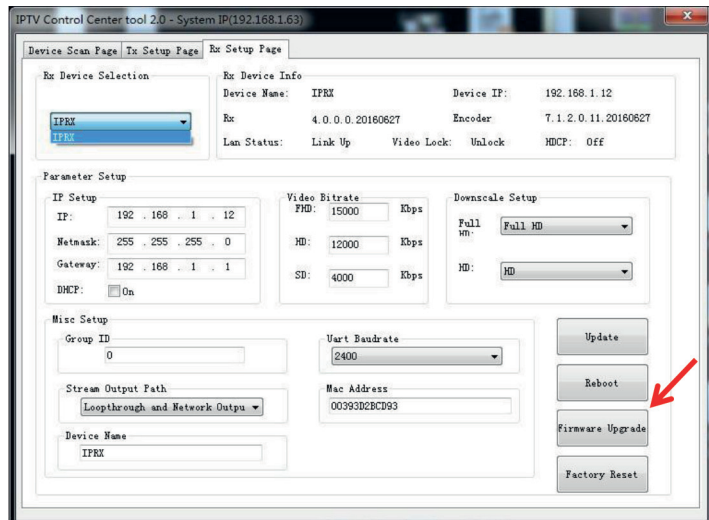 IPTV Control Center tool 2.0 - System IP(192.168.1.63)
Device Scan Page Tx Setup Page Rx Setup Page
Rx Device Selection
IPRX
IPRX
Rx Device Info
Device Name: IPRX Device IP: 192.168.1.12
Rx 4.0.0.0.20160627 Encoder 7.1.2.0.11.20160627
Lan Status: Link Up Video Lock: Unlock HDCP: Off
Parameter Setup
IP Setup
IP: 192 . 168 . 1 . 12
Netmask: 255 . 255 . 255 . 0
Gateway: 192 . 168 . 1 . 1
DHCP: On
Video Bitrate
FHD: 15000 Kbps
HD: 12000 Kbps
SD: 4000 Kbps
Downscale Setup
Full HD: Full HD
HD: HD
Misc Setup
Group ID
0
Uart Baudrate
2400
Stream Output Path
Loopthrough and Network Outpu
Mac Address
00393D2BCD93
Device Name
IPRX
Update
Reboot
Firmware Upgrade
Factory Reset